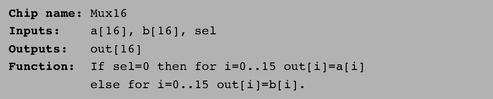 Chip name: Mux16
Inputs: a[16], b[16], sel
Outputs: out[16]
Function: If sel=0 then for i=0..15 out[i]=a[i]
else for i=0..15 out[i]=b[i].